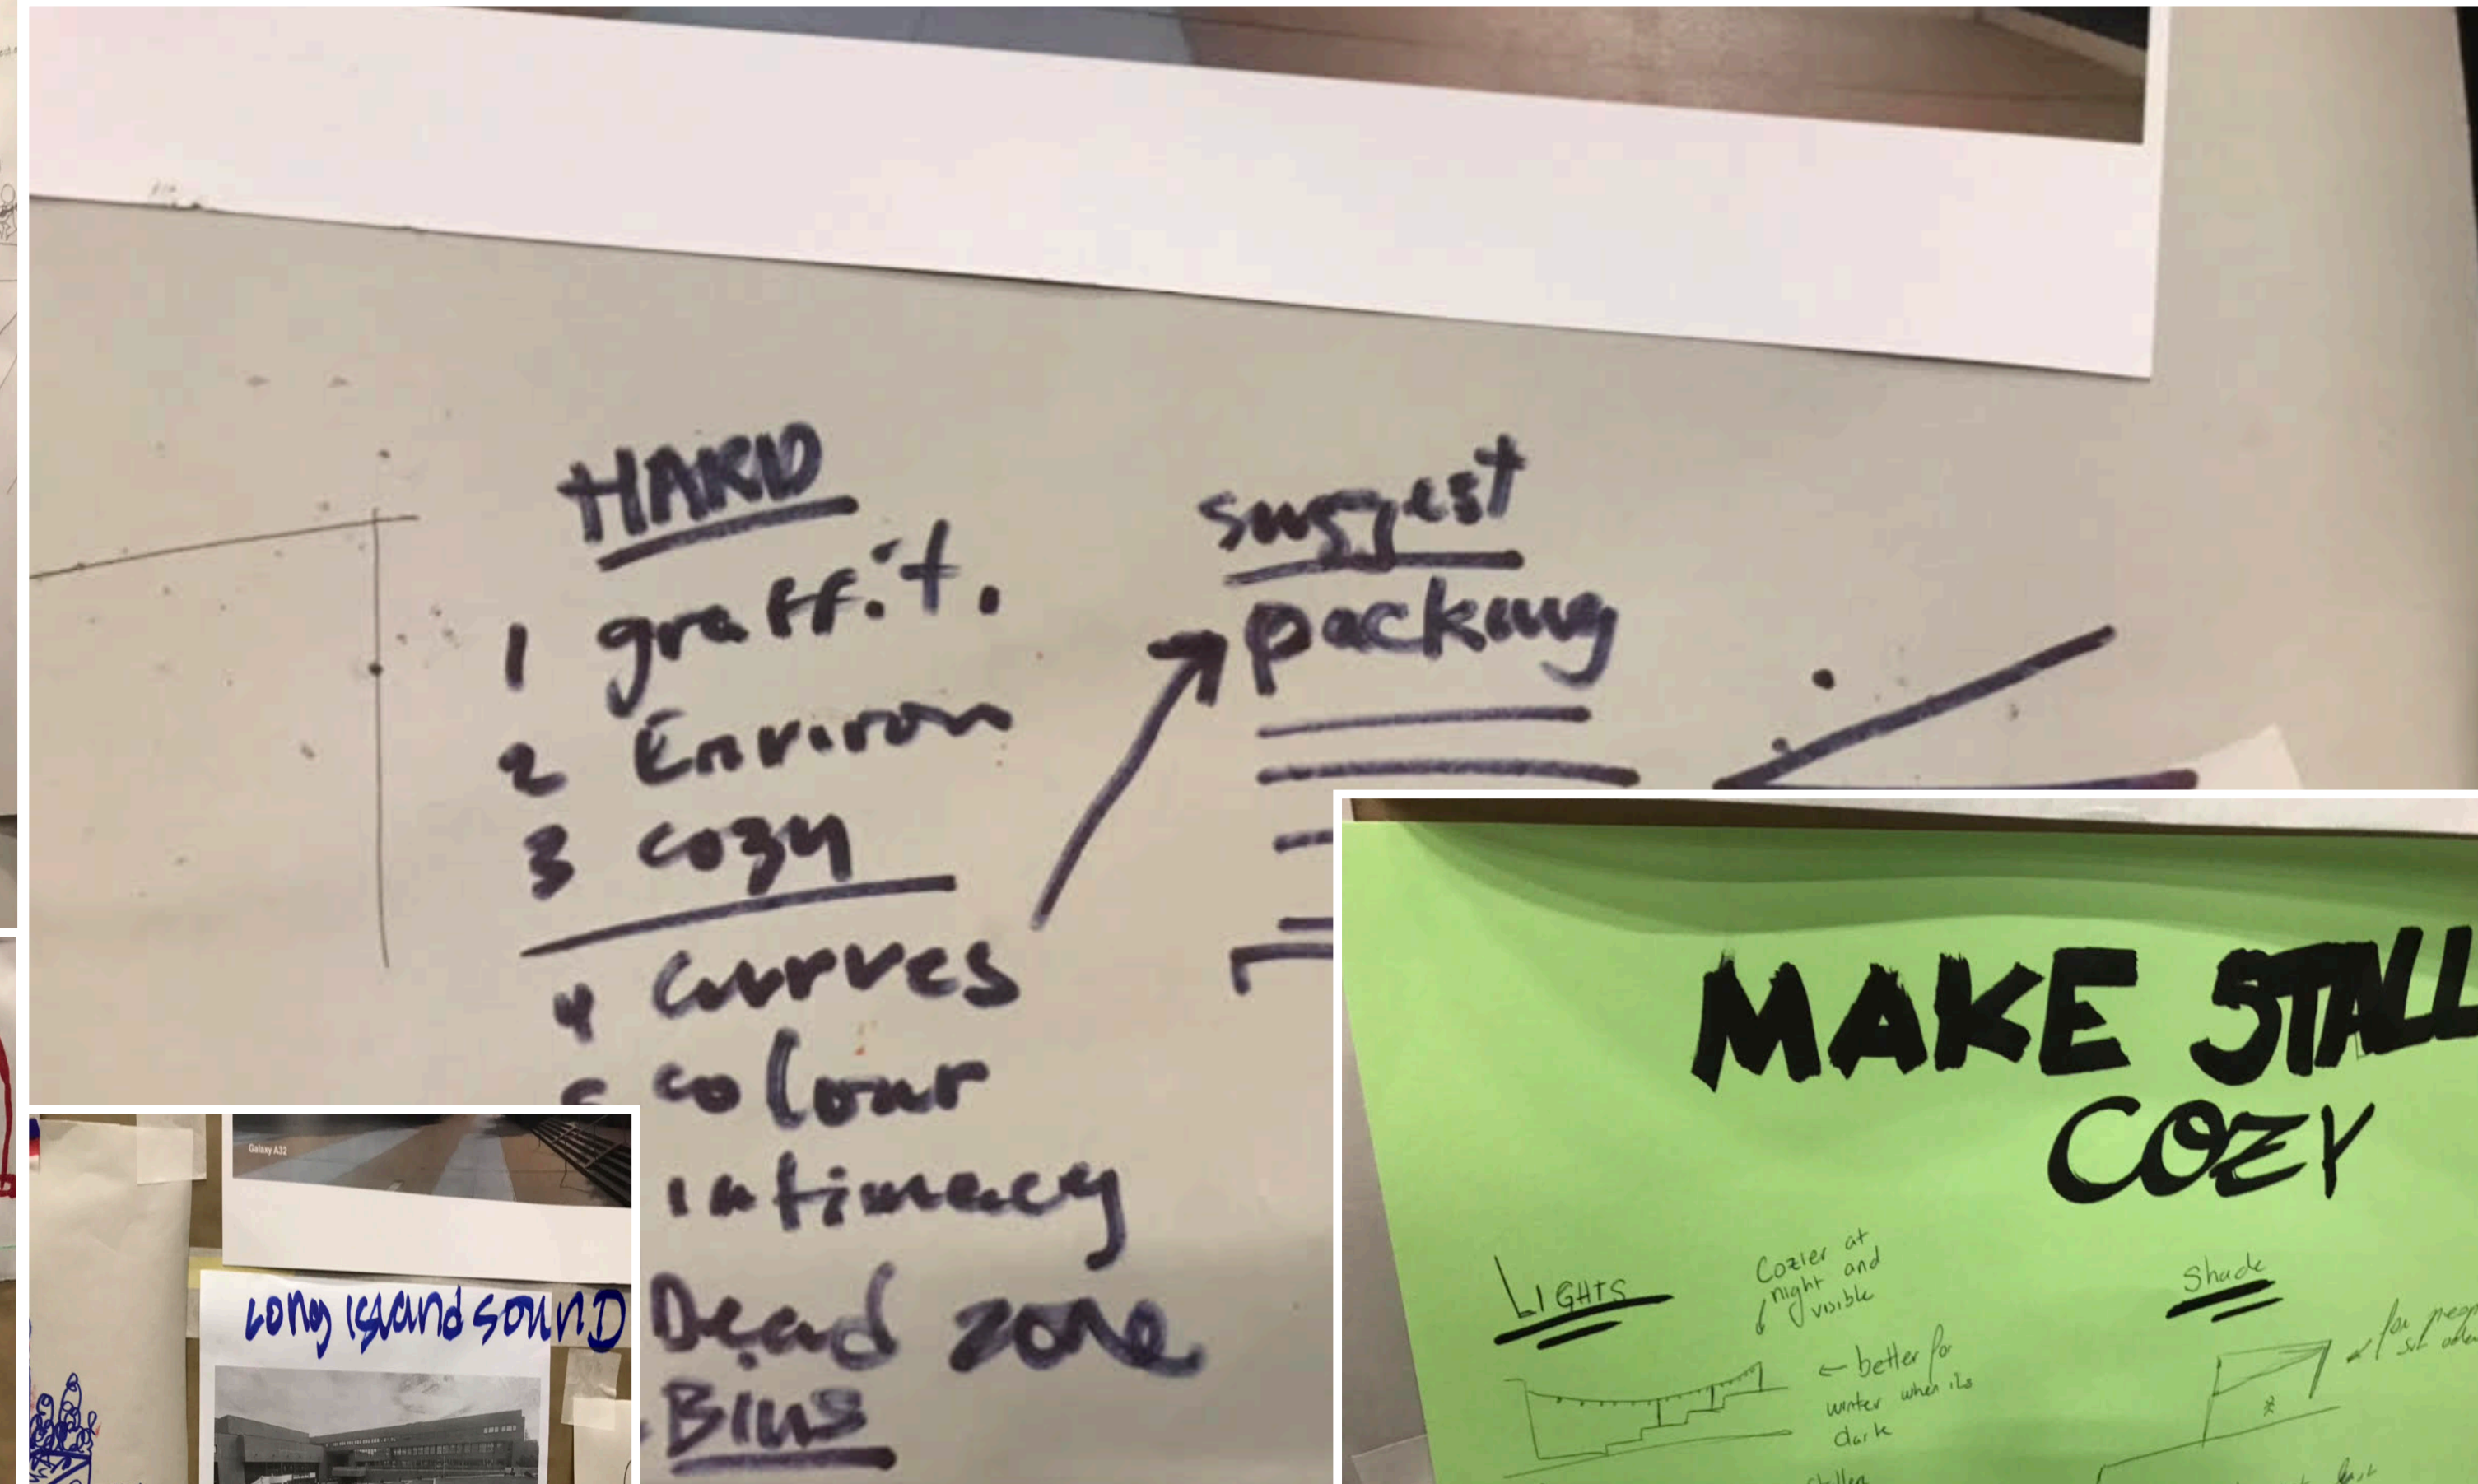 HARD
1 graffiti
2 Environ
3 cozy
4 Curves
colour
intimacy
Dead zone
Bins
suggest
packing
MAKE STALL
COZY
LIGHTS
Cozier at
night and
visible
← better for
winter when its
dark
Shade
for
Galaxy A32
Long Island Sound